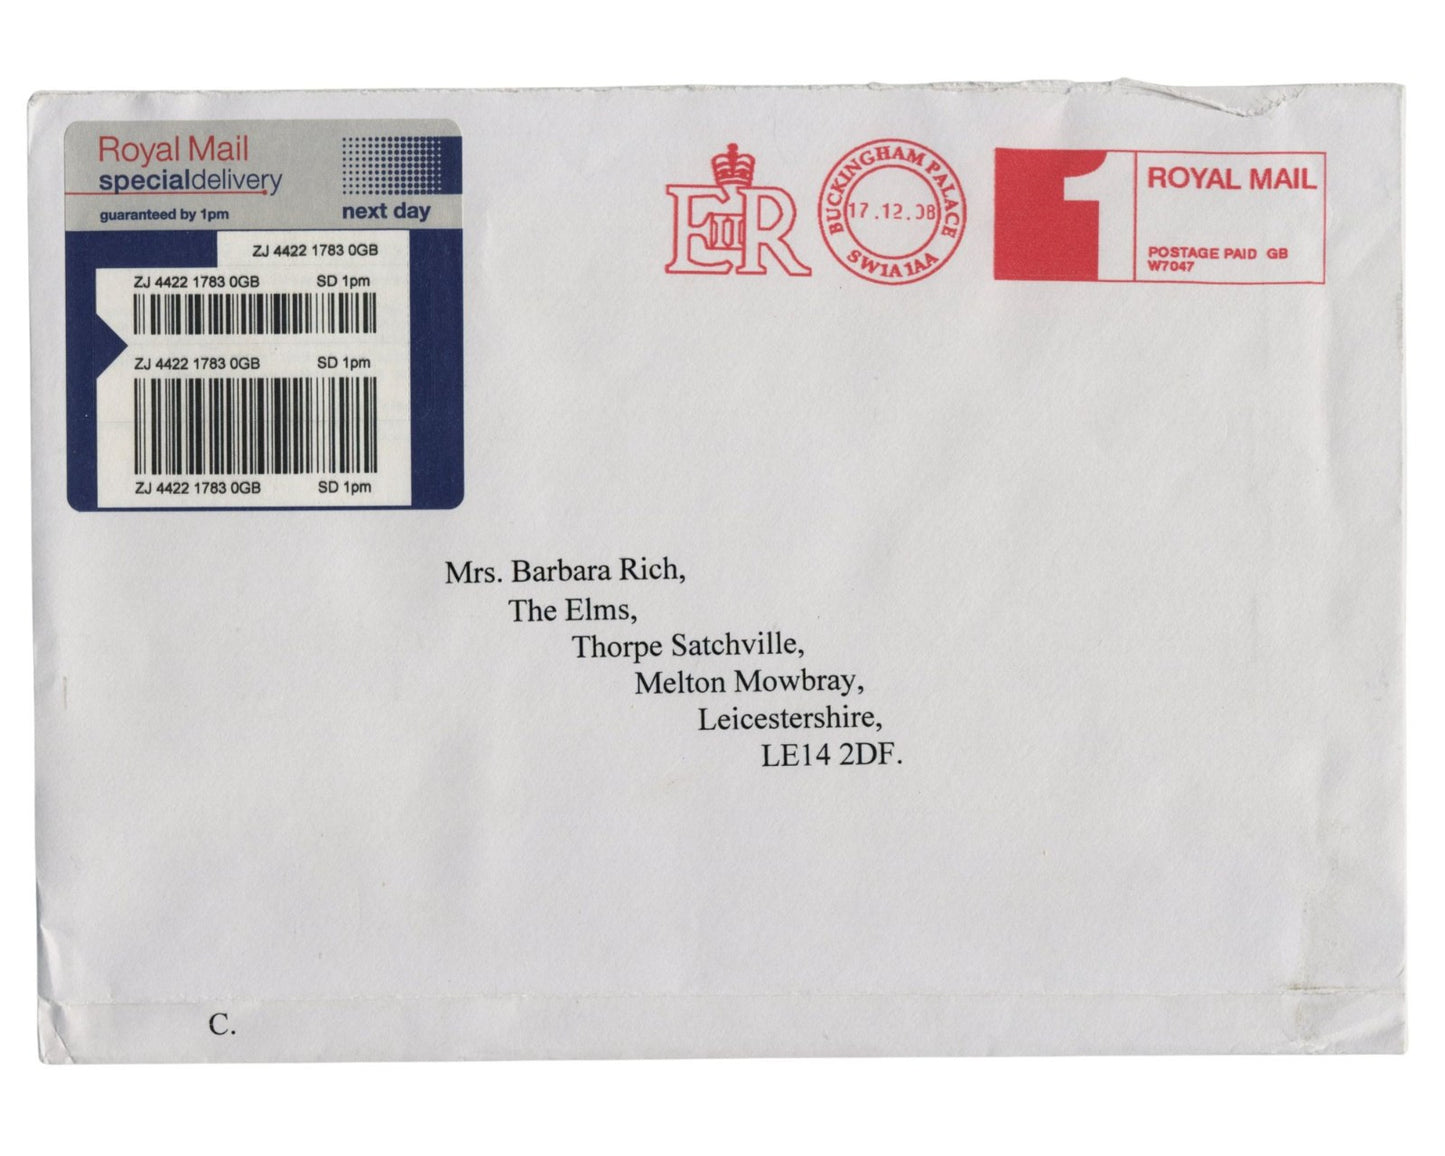 Royal Mail
specialdelivery
guaranteed by 1pm
next day
ZJ 4422 1783 0GB
ZJ 4422 1783 0GB SD 1pm
ZJ 4422 1783 0GB SD 1pm
ZJ 4422 1783 0GB SD 1pm
EIIR
BUCKINGHAM PALACE
17.12.08
SW1A 1AA
1
ROYAL MAIL
POSTAGE PAID GB
W7047
Mrs. Barbara Rich,
The Elms,
Thorpe Satchville,
Melton Mowbray,
Leicestershire,
LE14 2DF.
C.